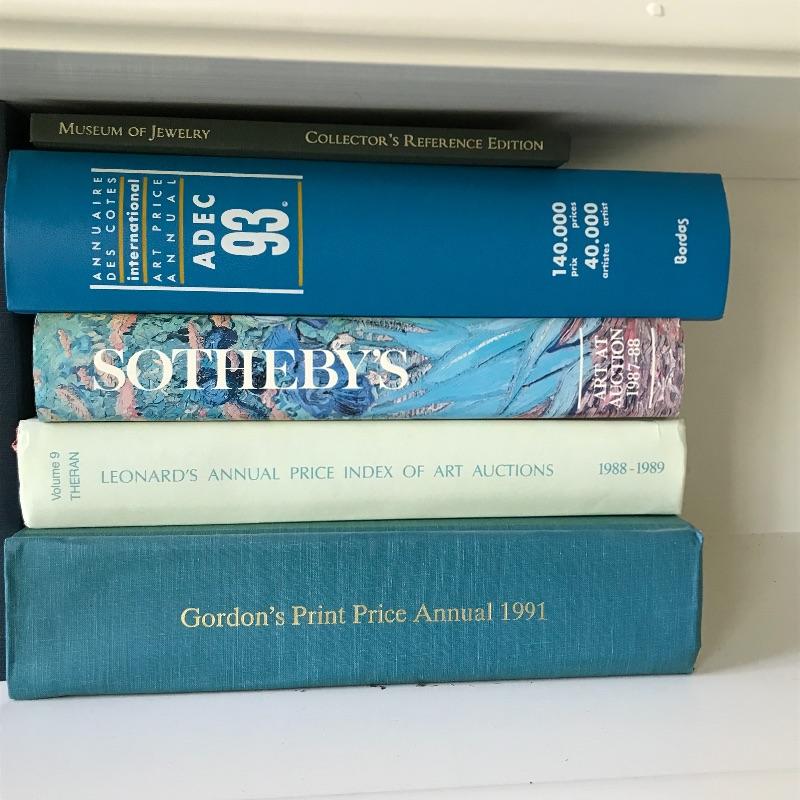 MUSEUM OF JEWELRY COLLECTOR'S REFERENCE EDITION
ANNUAIRE
DES COTES
international
ART PRICE
ANNUAL
ADEC
93
140.000
prix prices
40.000
artistes artist
Bordas
SOTHEBY'S
ART AT
AUCTION
1987-88
Volume 9
THERAN
LEONARD'S ANNUAL PRICE INDEX OF ART AUCTIONS 1988-1989
Gordon's Print Price Annual 1991